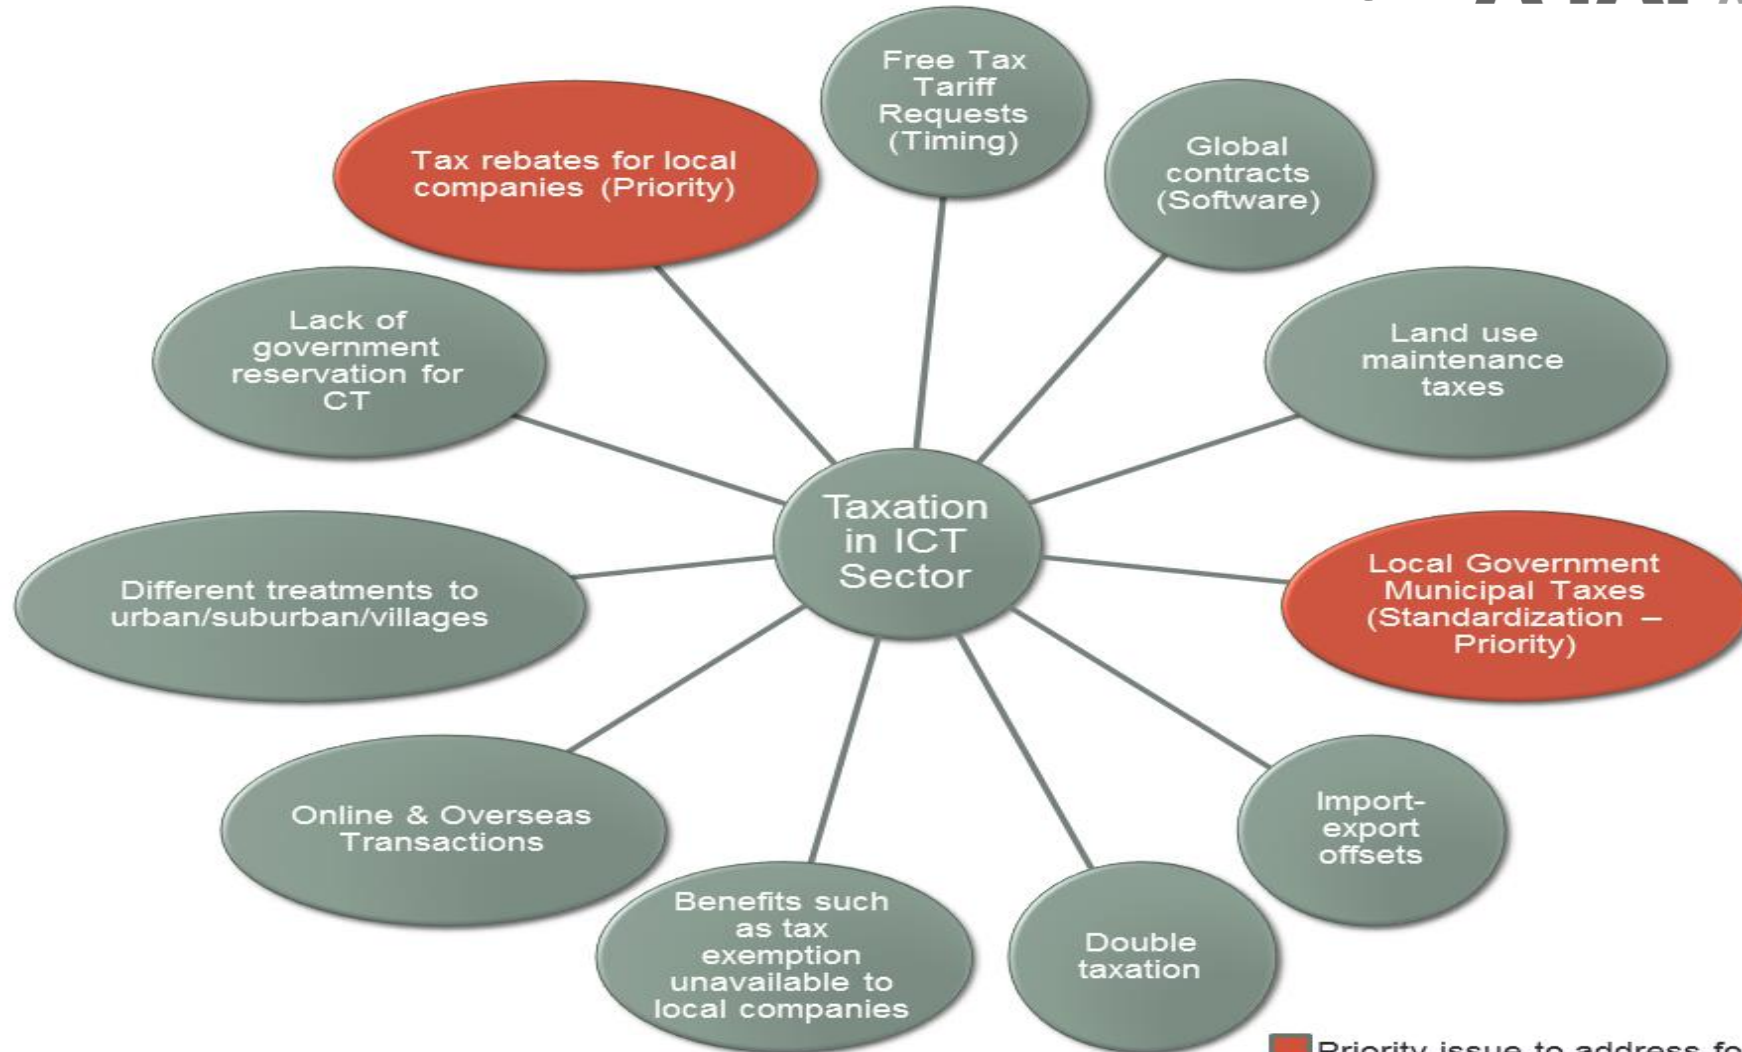 Free Tax
Tariff
Requests
(Timing)
Global
contracts
(Software)
Land use
maintenance
taxes
Local Government
Municipal Taxes
(Standardization –
Priority)
Import-
export
offsets
Double
taxation
Benefits such
as tax
exemption
unavailable to
local companies
Online & Overseas
Transactions
Different treatments to
urban/suburban/villages
Lack of
government
reservation for
CT
Tax rebates for local
companies (Priority)
Taxation
in ICT
Sector
Priority issue to address